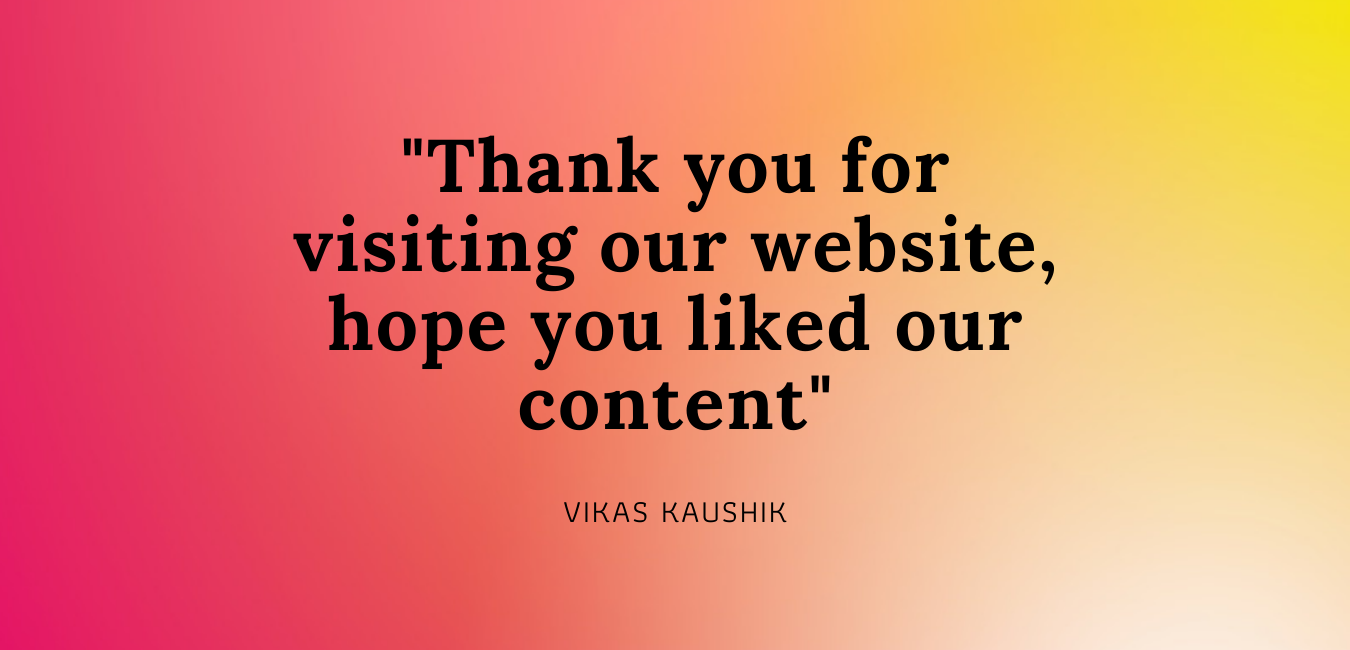 "Thank you for
visiting our website,
hope you liked our
content"
VIKAS KAUSHIK